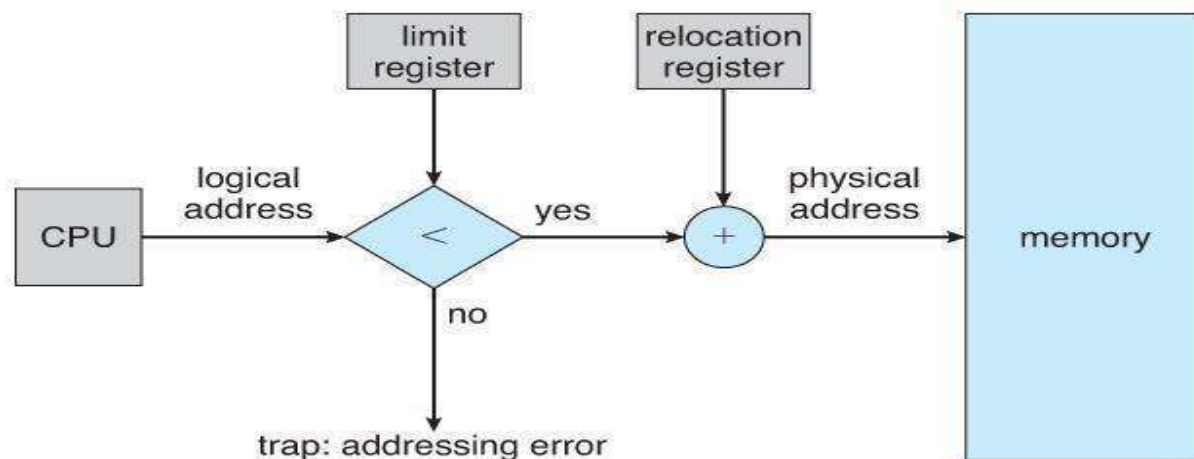 limit
register
relocation
register
logical
address
physical
address
CPU
<
yes
+
memory
no
trap: addressing error